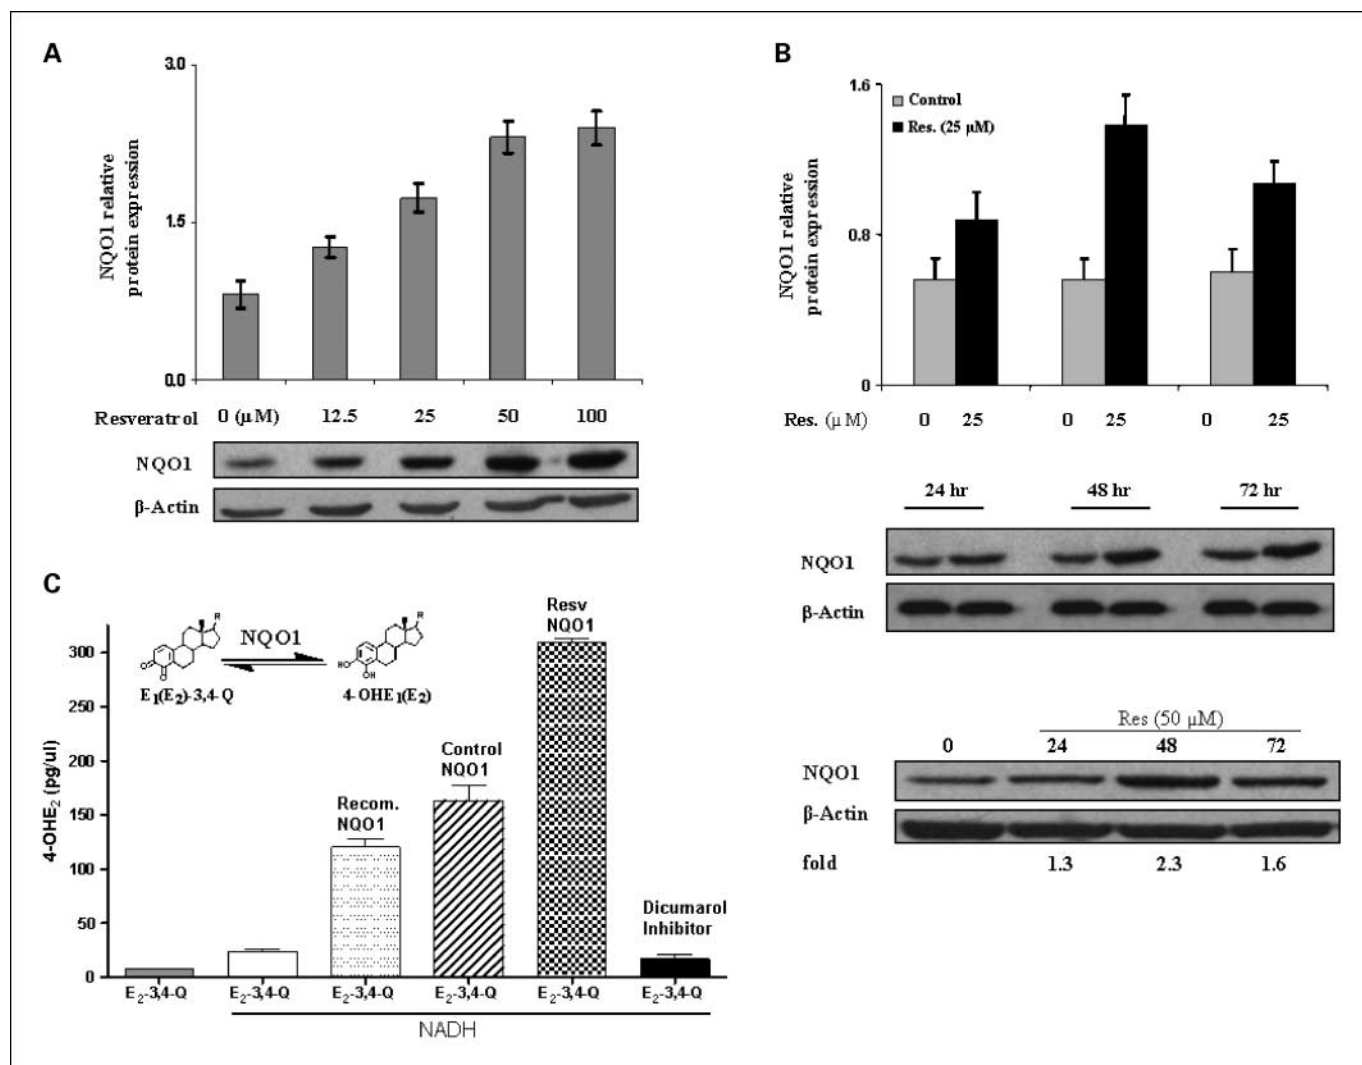 A
3.0
1.5
0.0
NQO1 relative
protein expression
Resveratrol 0 (µM) 12.5 25 50 100
NQO1
β-Actin
B
1.6
0.8
0
NQO1 relative
protein expression
Control
Res. (25 µM)
Res. (µM) 0 25 0 25 0 25
24 hr 48 hr 72 hr
NQO1
β-Actin
Res (50 µM)
0 24 48 72
NQO1
β-Actin
fold 1.3 2.3 1.6
C
300
250
200
150
100
50
0
4-OHE₂ (pg/ul)
R
O
O
NQO1
R
HO
OH
E₁(E₂)-3,4-Q 4-OHE₁(E₂)
Recom.
NQO1
Control
NQO1
Resv
NQO1
Dicumarol
Inhibitor
E₂-3,4-Q E₂-3,4-Q E₂-3,4-Q E₂-3,4-Q E₂-3,4-Q E₂-3,4-Q
NADH